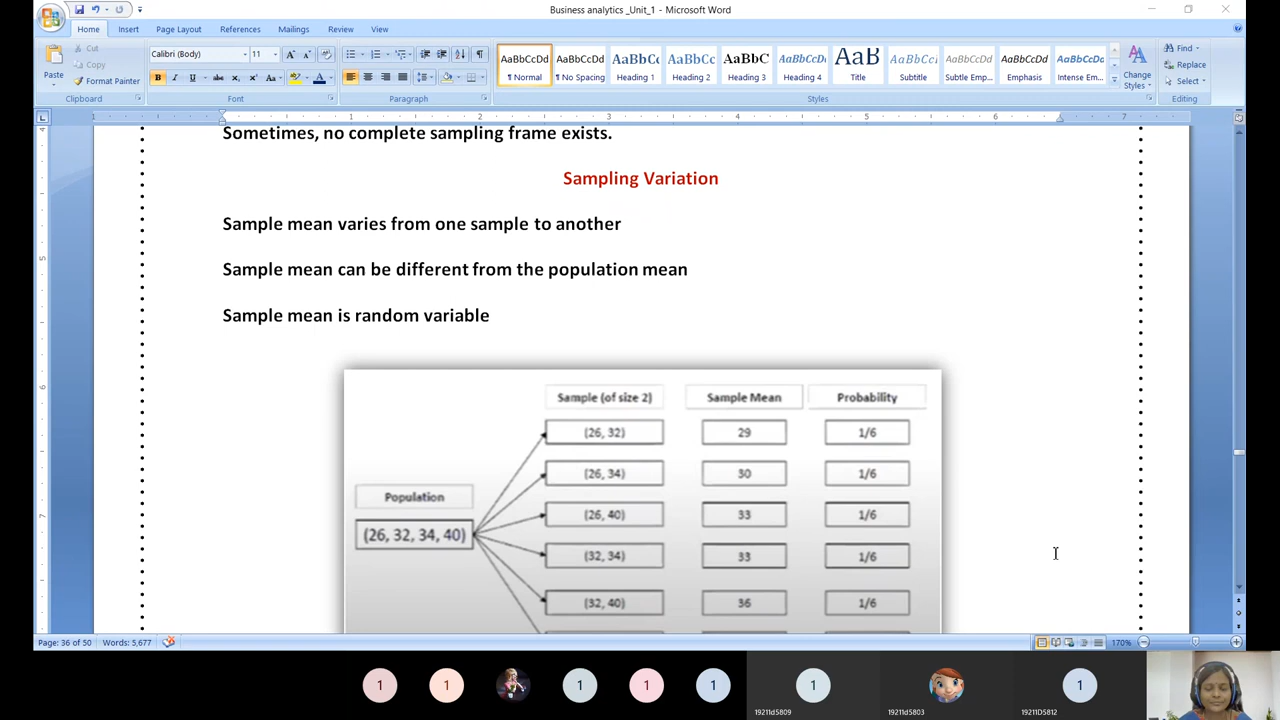 Business analytics _Unit_1 - Microsoft Word
Home Insert Page Layout References Mailings Review View
Paste
Cut
Copy
Format Painter
Clipboard
Calibri (Body) 11
Font
Paragraph
AaBbCcDd AaBbCcDd AaBbCc AaBbCc AaBbC AaBbCcDd AaB AaBbCcDd AaBbCcDd AaBbCcDd AaBbCcDd
¶ Normal ¶ No Spacing Heading 1 Heading 2 Heading 3 Heading 4 Title Subtitle Subtle Emp... Emphasis Intense Em...
Styles
Change Styles
Find
Replace
Select
Editing
Sometimes, no complete sampling frame exists.
Sampling Variation
Sample mean varies from one sample to another
Sample mean can be different from the population mean
Sample mean is random variable
Sample (of size 2) Sample Mean Probability
(26, 32) 29 1/6
(26, 34) 30 1/6
Population
(26, 40) 33 1/6
(26, 32, 34, 40)
(32, 34) 33 1/6
(32, 40) 36 1/6
Page: 36 of 50 Words: 5,677 170%
1 1 1 1 1 1 1
19211d5809 19211d5803 19211D5812